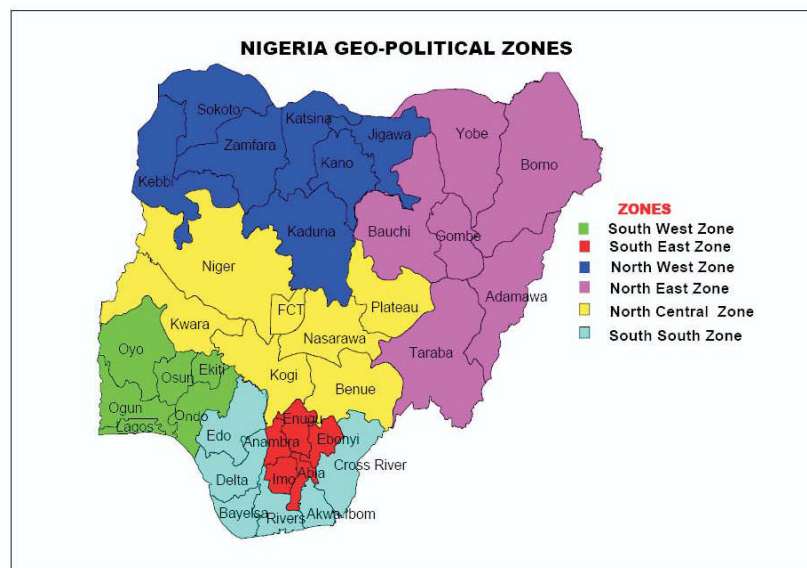 NIGERIA GEO-POLITICAL ZONES
Sokoto
Katsina
Jigawa
Yobe
Borno
Zamfara
Kano
Kebbi
Kaduna
Bauchi
Gombe
Niger
Adamawa
FCT
Plateau
Kwara
Nasarawa
Taraba
Oyo
Osun
Ekiti
Kogi
Benue
Ogun
Ondo
Lagos
Edo
Enugu
Anambra
Ebonyi
Cross River
Delta
Imo
Abia
Bayelsa
Rivers
Akwa-Ibom
ZONES
South West Zone
South East Zone
North West Zone
North East Zone
North Central Zone
South South Zone